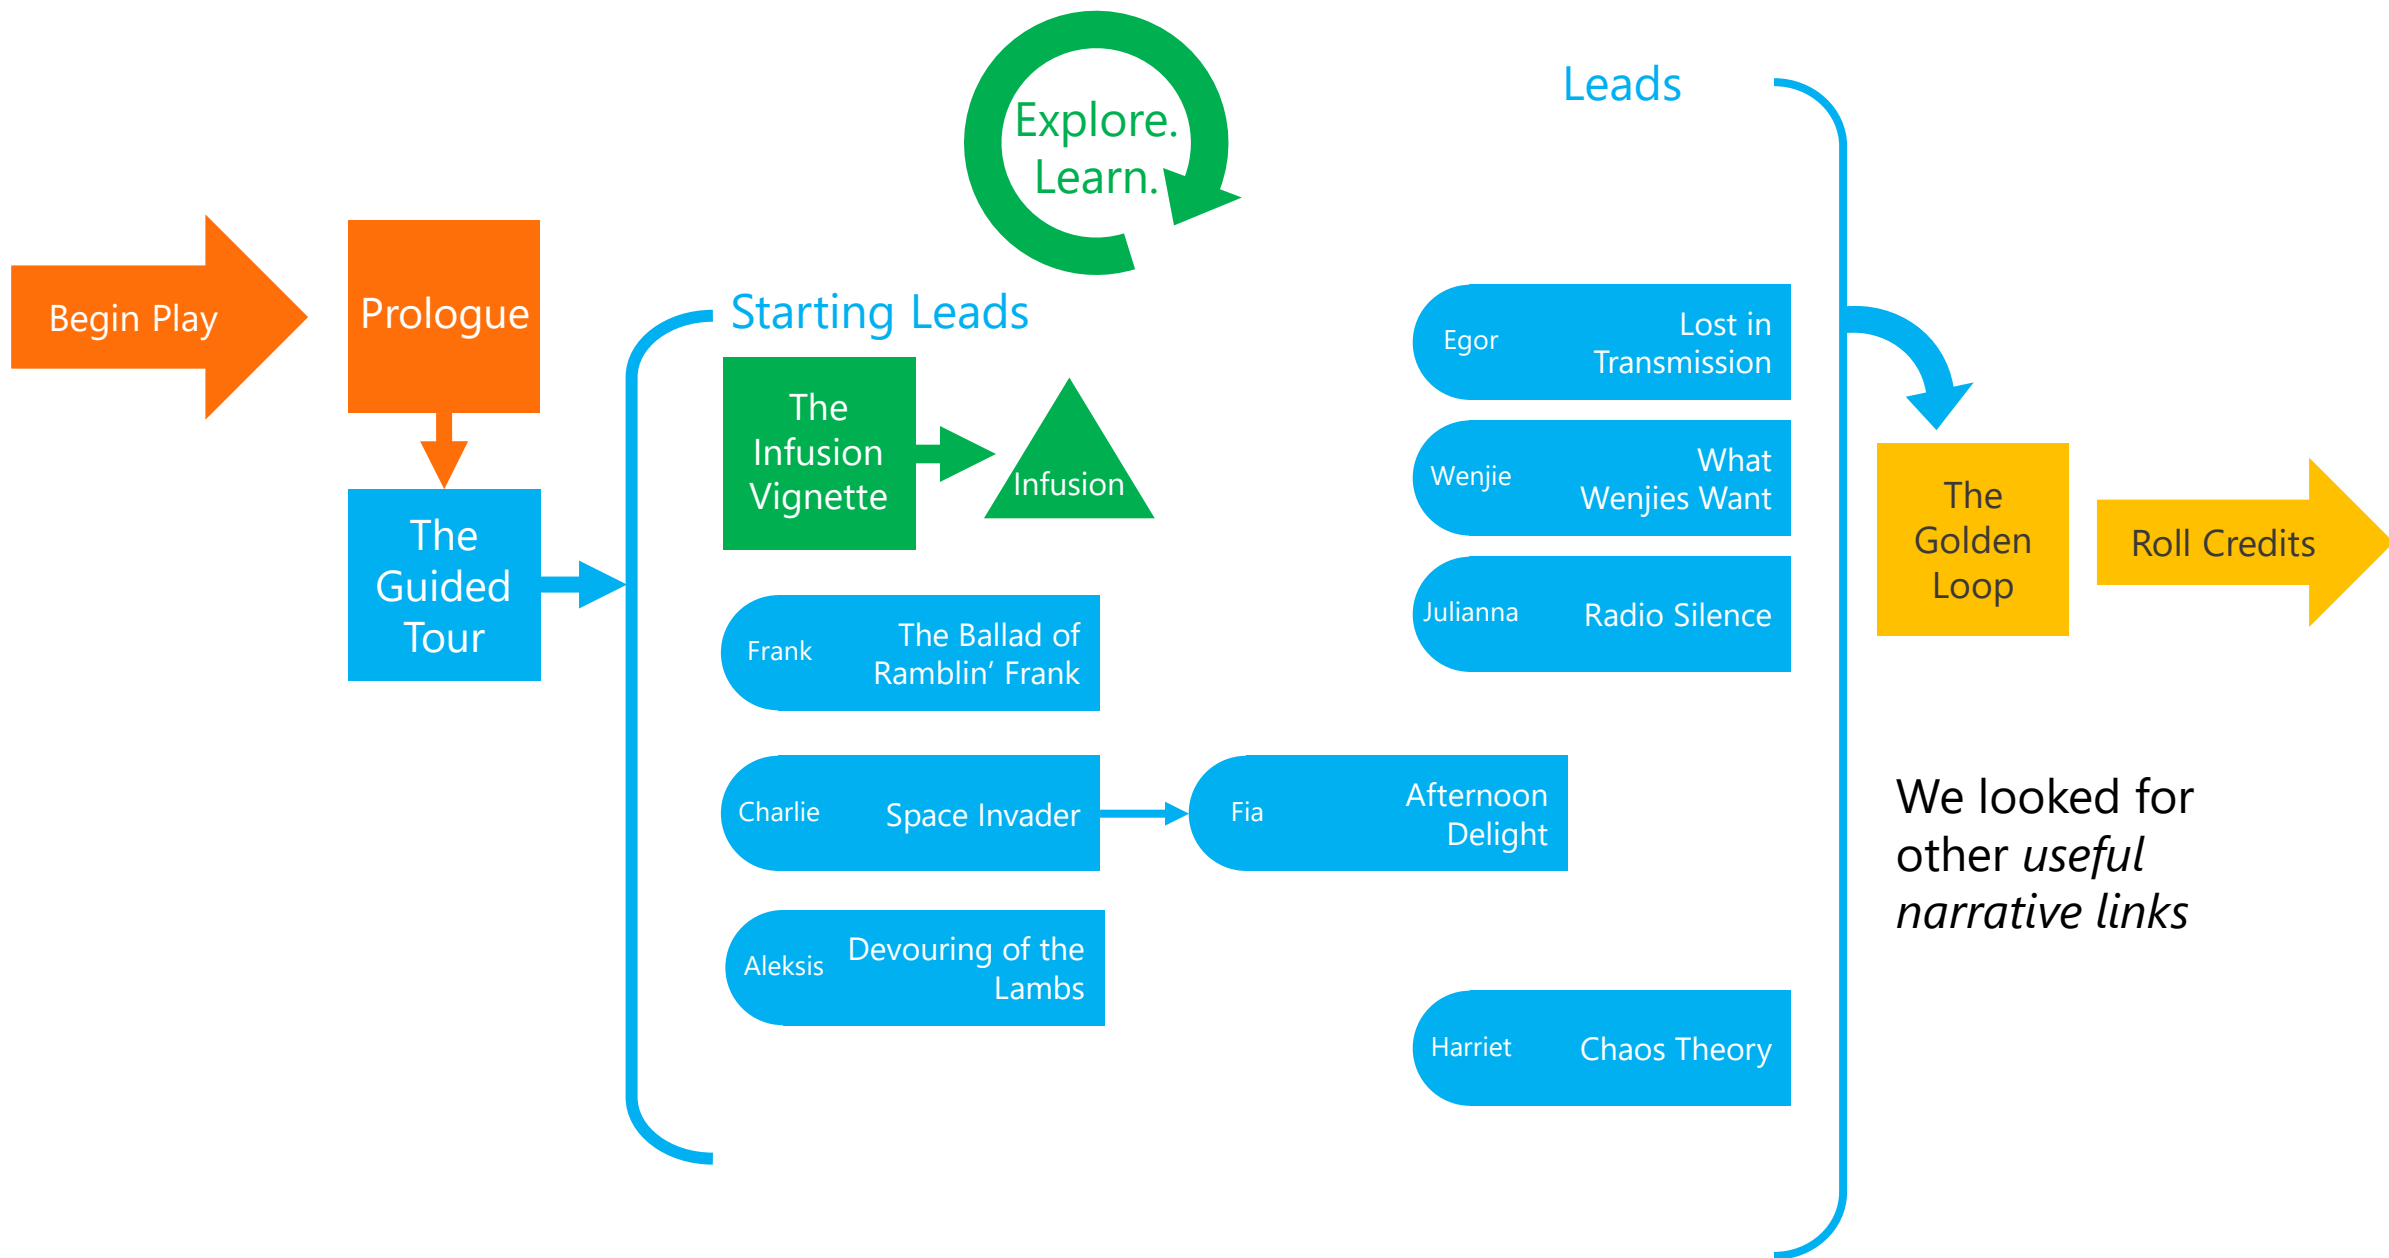 Explore.
Learn.
Leads
Begin Play
Prologue
Starting Leads
The
Guided
Tour
The
Infusion
Vignette
Infusion
Frank
The Ballad of
Ramblin’ Frank
Charlie
Space Invader
Fia
Afternoon
Delight
Aleksis
Devouring of the
Lambs
Egor
Lost in
Transmission
Wenjie
What
Wenjies Want
Julianna
Radio Silence
Harriet
Chaos Theory
The
Golden
Loop
Roll Credits
We looked for
other useful
narrative links